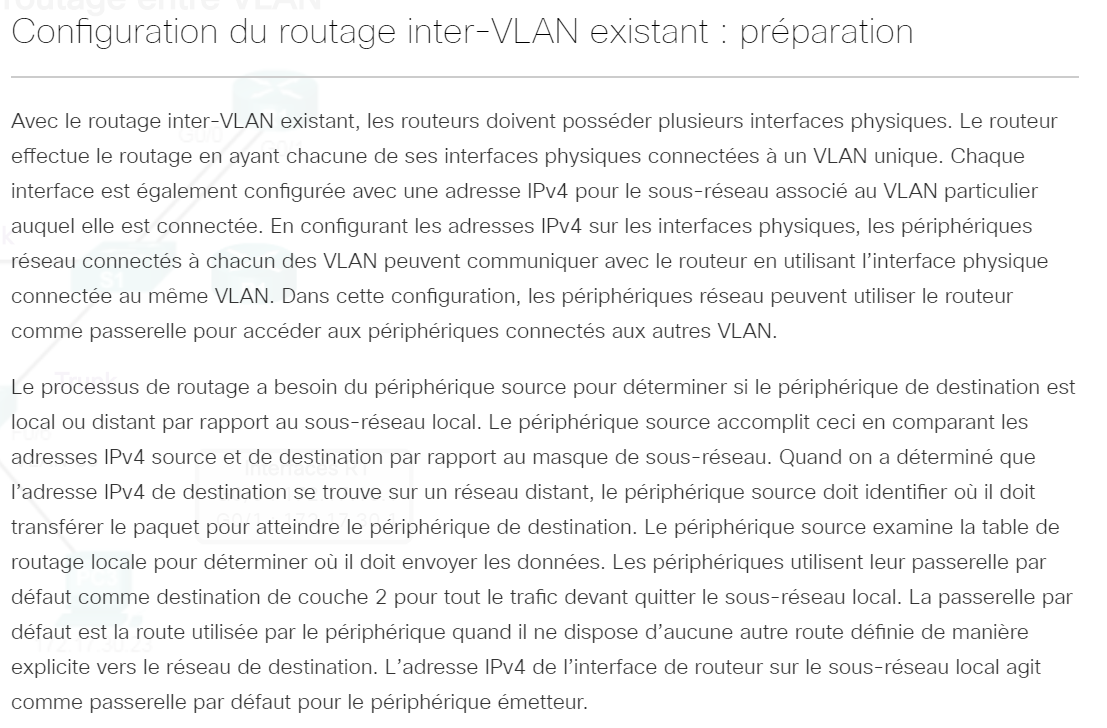 routage entre VLAN
Configuration du routage inter-VLAN existant : préparation
Avec le routage inter-VLAN existant, les routeurs doivent posséder plusieurs interfaces physiques. Le routeur
effectue le routage en ayant chacune de ses interfaces physiques connectées à un VLAN unique. Chaque
interface est également configurée avec une adresse IPv4 pour le sous-réseau associé au VLAN particulier
auquel elle est connectée. En configurant les adresses IPv4 sur les interfaces physiques, les périphériques
réseau connectés à chacun des VLAN peuvent communiquer avec le routeur en utilisant l'interface physique
connectée au même VLAN. Dans cette configuration, les périphériques réseau peuvent utiliser le routeur
comme passerelle pour accéder aux périphériques connectés aux autres VLAN.
Le processus de routage a besoin du périphérique source pour déterminer si le périphérique de destination est
local ou distant par rapport au sous-réseau local. Le périphérique source accomplit ceci en comparant les
adresses IPv4 source et de destination par rapport au masque de sous-réseau. Quand on a déterminé que
l'adresse IPv4 de destination se trouve sur un réseau distant, le périphérique source doit identifier où il doit
transférer le paquet pour atteindre le périphérique de destination. Le périphérique source examine la table de
routage locale pour déterminer où il doit envoyer les données. Les périphériques utilisent leur passerelle par
défaut comme destination de couche 2 pour tout le trafic devant quitter le sous-réseau local. La passerelle par
défaut est la route utilisée par le périphérique quand il ne dispose d'aucune autre route définie de manière
explicite vers le réseau de destination. L'adresse IPv4 de l'interface de routeur sur le sous-réseau local agit
comme passerelle par défaut pour le périphérique émetteur.